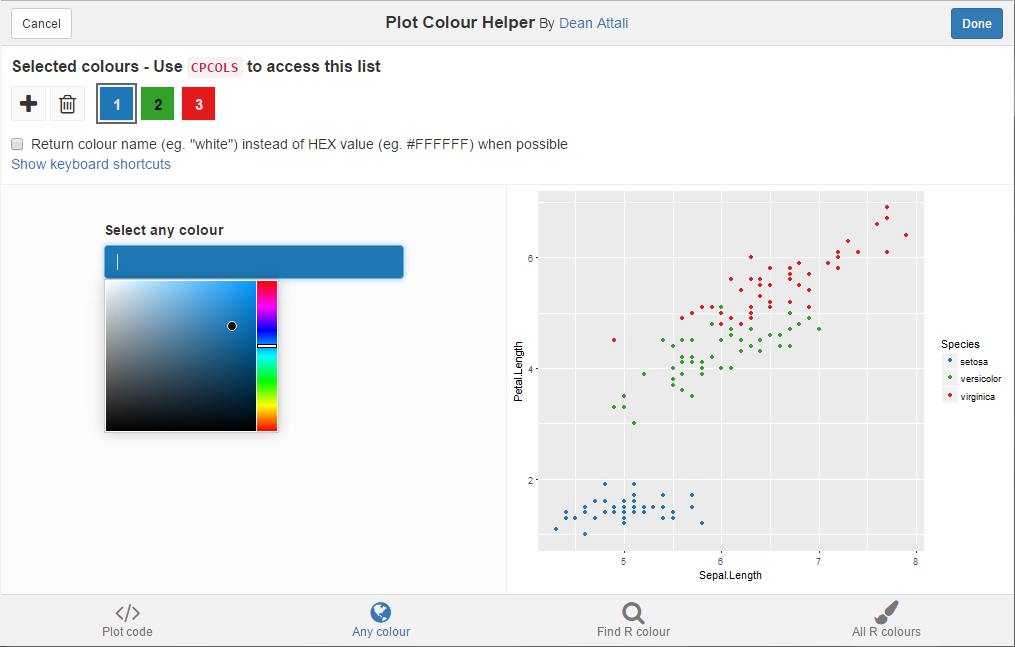 Cancel
Plot Colour Helper By Dean Attali
Done
Selected colours - Use CPCOLS to access this list
1 2 3
Return colour name (eg. "white") instead of HEX value (eg. #FFFFFF) when possible
Show keyboard shortcuts
Select any colour
Petal.Length
6
4
2
5 6 7 8
Sepal.Length
Species
setosa
versicolor
virginica
Plot code
Any colour
Find R colour
All R colours